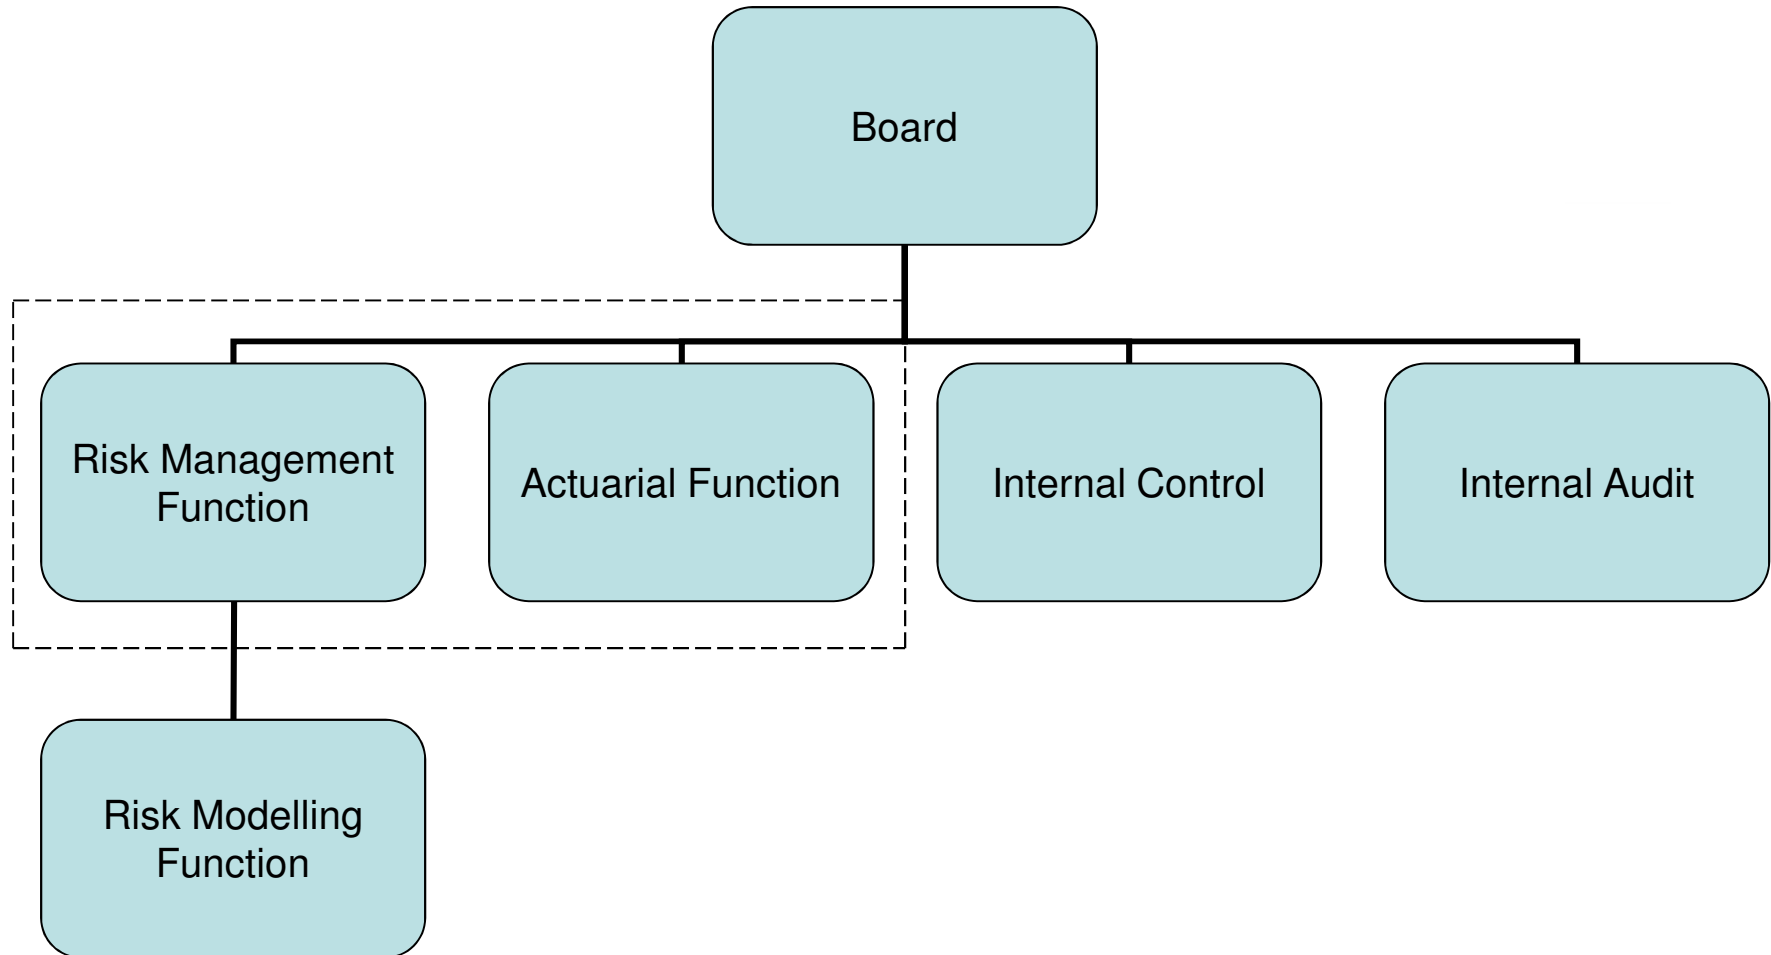 Board
Risk Management
Function
Actuarial Function
Internal Control
Internal Audit
Risk Modelling
Function